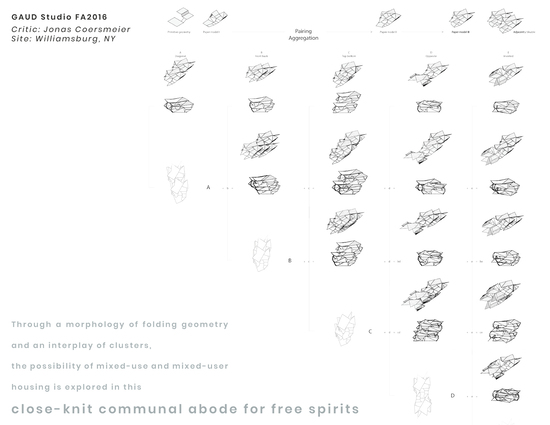 GAUD Studio FA2016
Critic: Jonas Coersmeier
Site: Williamsburg, NY
Pairing
Aggregation
A
B
C
D
Through a morphology of folding geometry
and an interplay of clusters,
the possibility of mixed-use and mixed-user
housing is explored in this
close-knit communal abode for free spirits